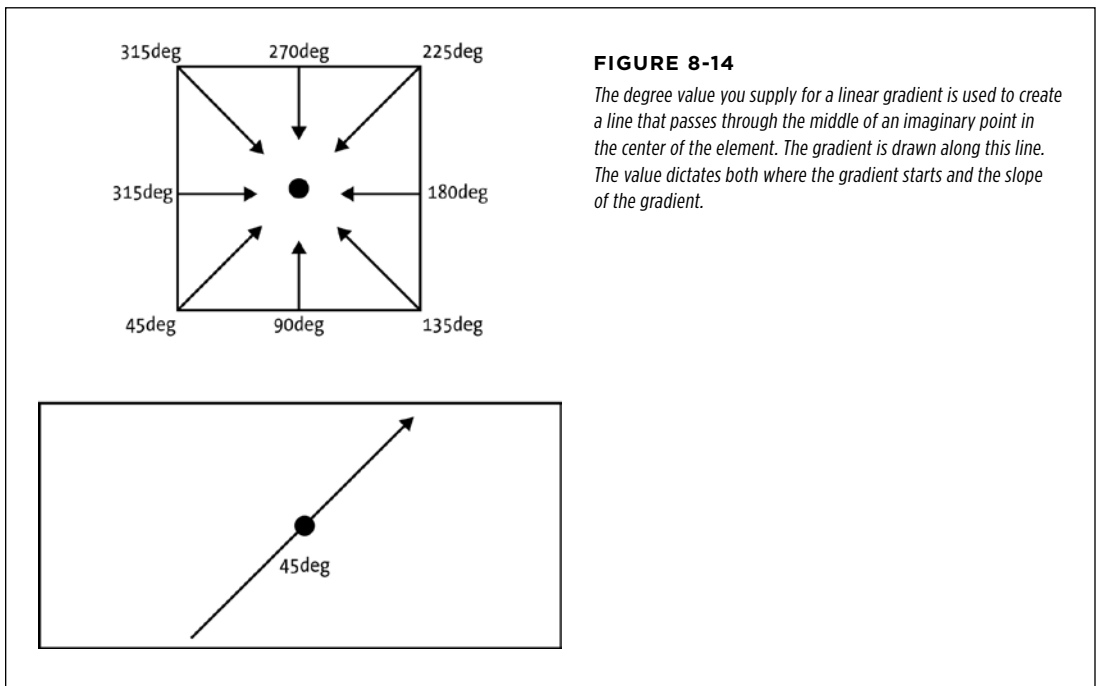 315deg 270deg 225deg
315deg 180deg
45deg 90deg 135deg
45deg
FIGURE 8-14
The degree value you supply for a linear gradient is used to create
a line that passes through the middle of an imaginary point in
the center of the element. The gradient is drawn along this line.
The value dictates both where the gradient starts and the slope
of the gradient.